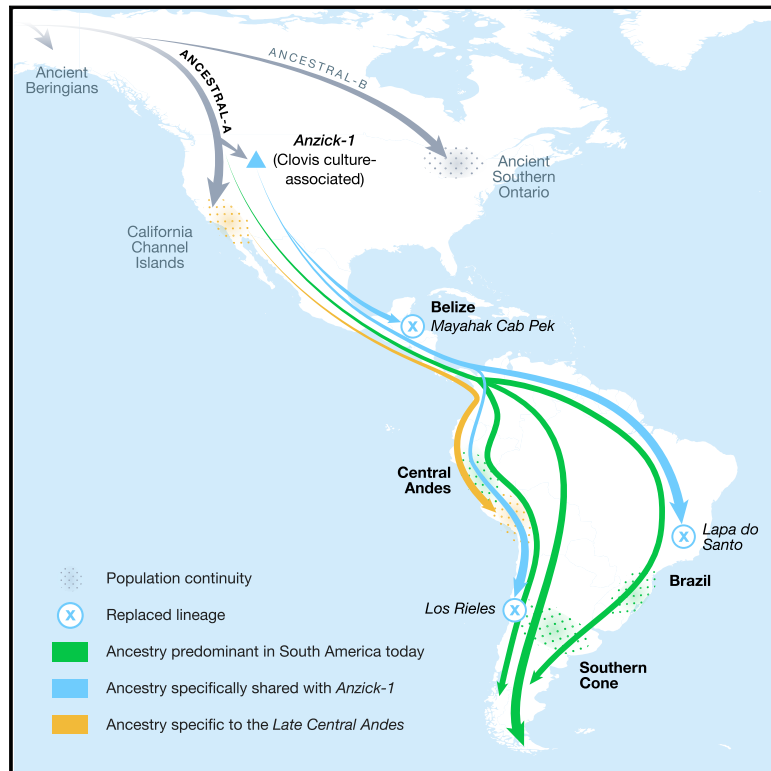 Ancient
Beringians
ANCESTRAL-A
ANCESTRAL-B
Anzick-1
(Clovis culture-
associated)
Ancient
Southern
Ontario
California
Channel
Islands
Belize
Mayahak Cab Pek
Central
Andes
Lapa do
Santo
Brazil
Los Rieles
Southern
Cone
Population continuity
X
Replaced lineage
Ancestry predominant in South America today
Ancestry specifically shared with Anzick-1
Ancestry specific to the Late Central Andes
X
X
X